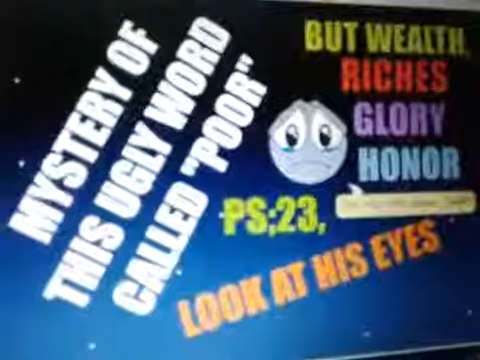 MYSTERY OF
THIS UGLY WORD
CALLED "POOR"
BUT WEALTH,
RICHES
GLORY
HONOR
PS;23,
LOOK AT HIS EYES